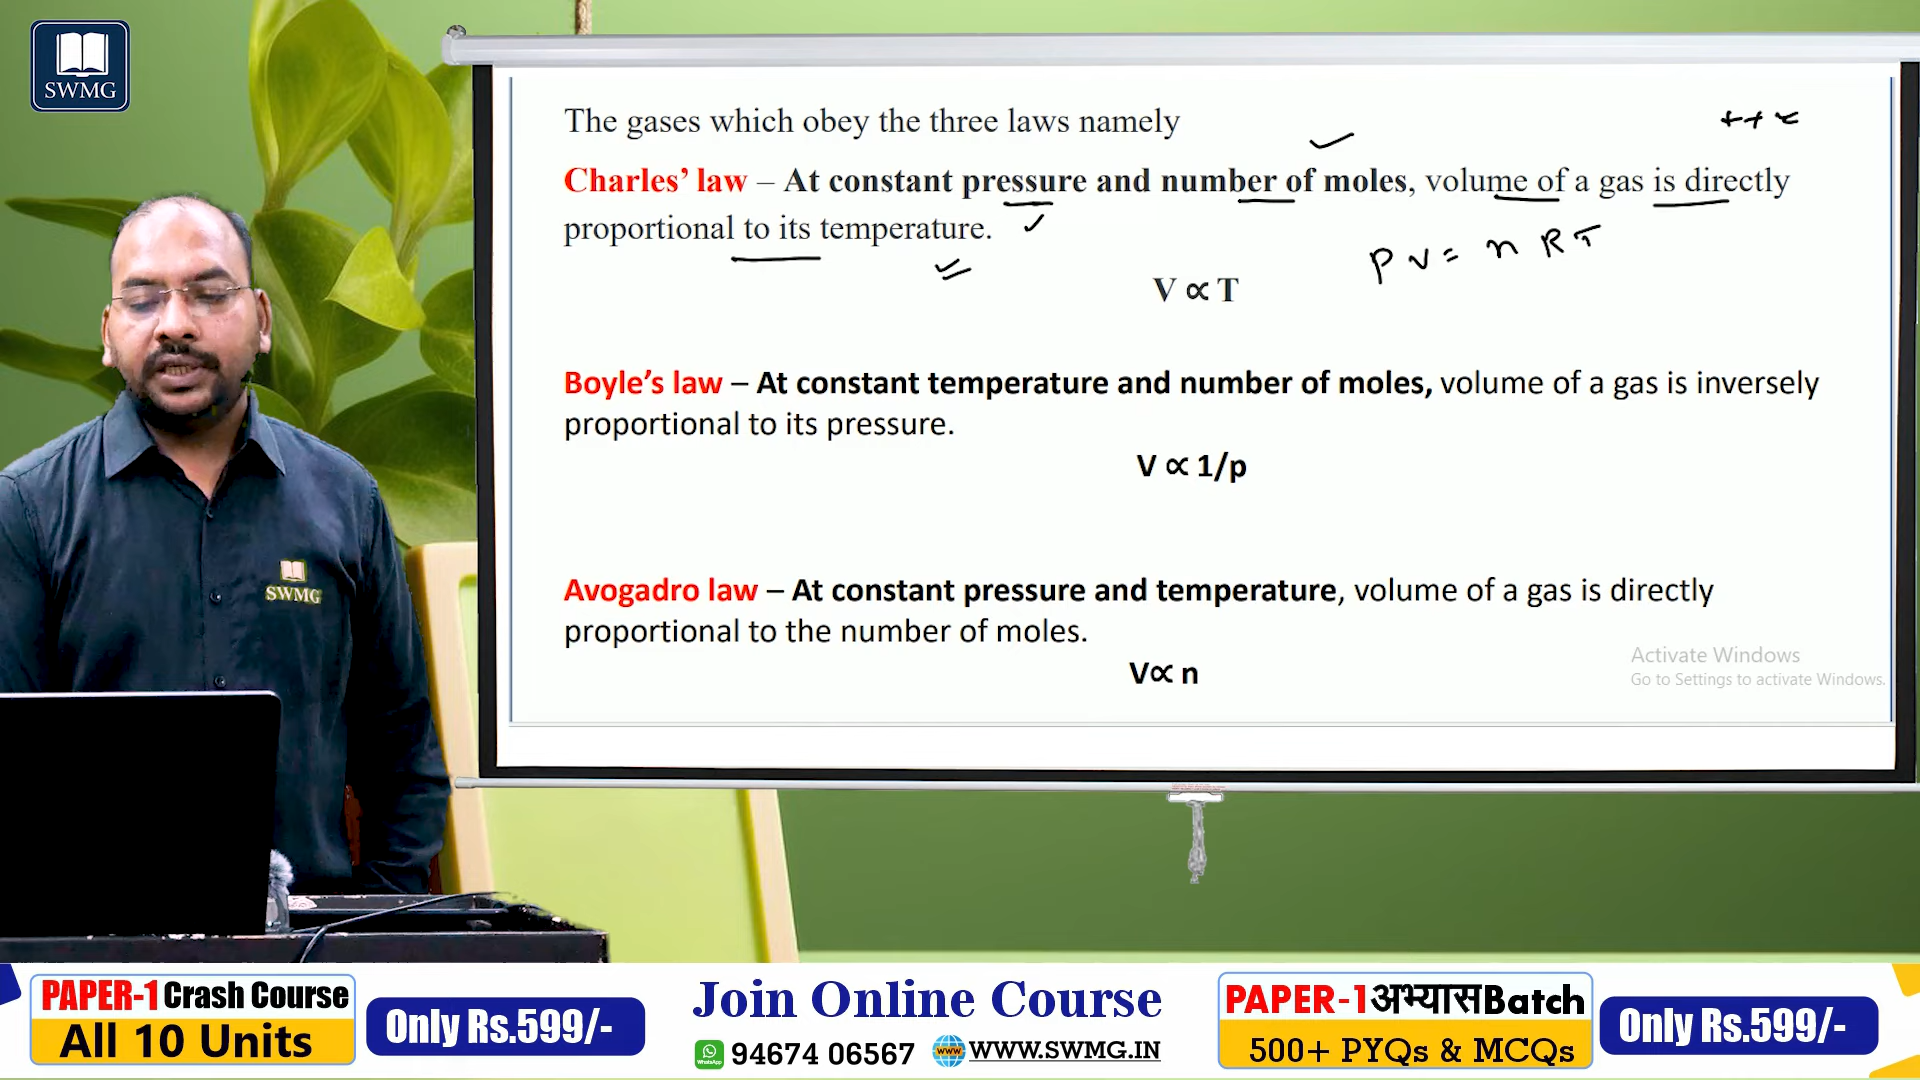 SWMG
The gases which obey the three laws namely
Charles’ law – At constant pressure and number of moles, volume of a gas is directly
proportional to its temperature.
PV = n R T
V ∝ T
Boyle’s law – At constant temperature and number of moles, volume of a gas is inversely
proportional to its pressure.
V ∝ 1/p
Avogadro law – At constant pressure and temperature, volume of a gas is directly
proportional to the number of moles.
V∝ n
Activate Windows
Go to Settings to activate Windows.
SWMG
PAPER-1 Crash Course
All 10 Units
Only Rs.599/-
Join Online Course
94674 06567 WWW.SWMG.IN
PAPER-1 अभ्यास Batch
500+ PYQs & MCQs
Only Rs.599/-